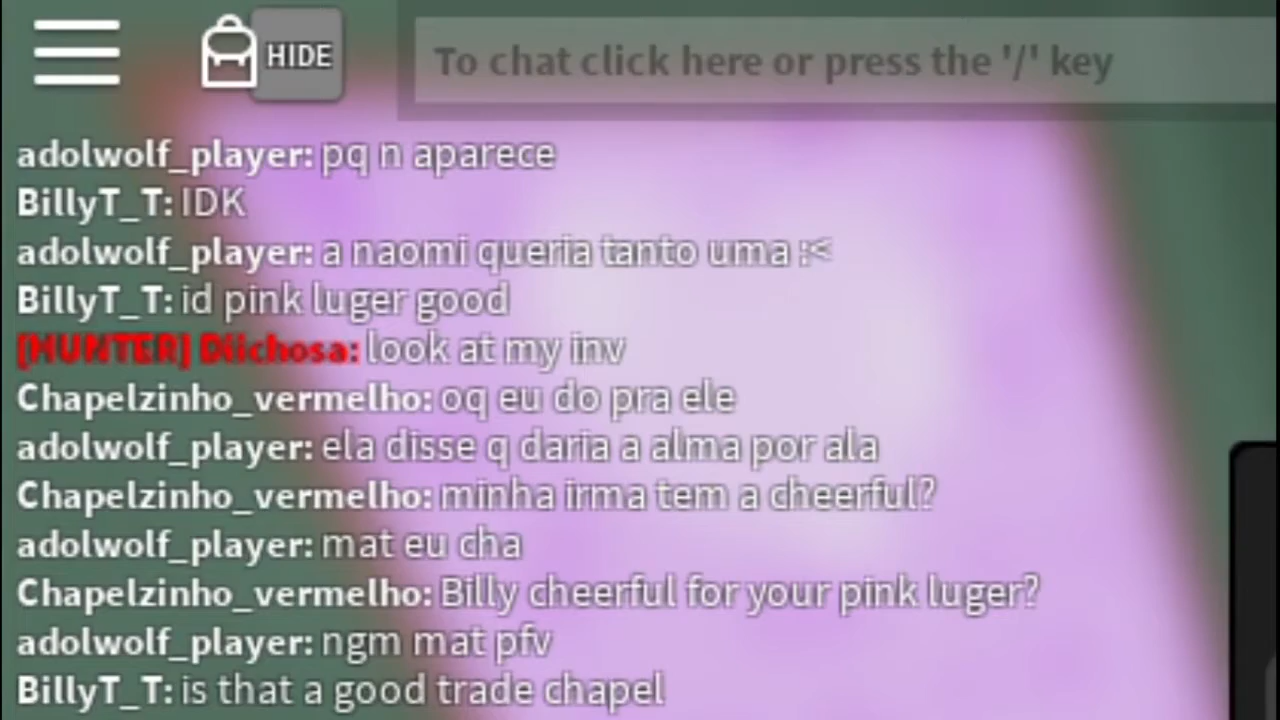 HIDE
To chat click here or press the '/' key
adolwolf_player: pq n aparece
BillyT_T: IDK
adolwolf_player: a naomi queria tanto uma :<
BillyT_T: id pink luger good
[HUNTER] Diichosa: look at my inv
Chapelzinho_vermelho: oq eu do pra ele
adolwolf_player: ela disse q daria a alma por ala
Chapelzinho_vermelho: minha irma tem a cheerful?
adolwolf_player: mat eu cha
Chapelzinho_vermelho: Billy cheerful for your pink luger?
adolwolf_player: ngm mat pfv
BillyT_T: is that a good trade chapel